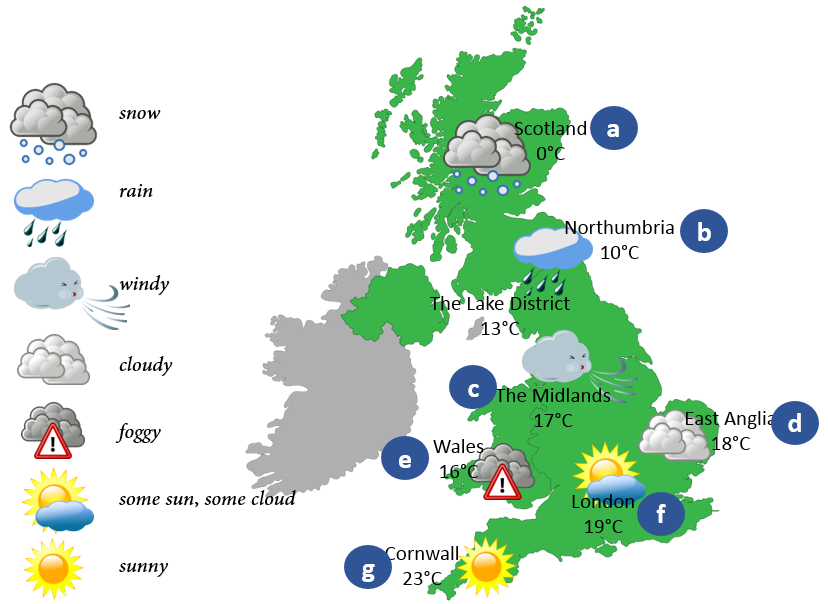 snow
rain
windy
cloudy
foggy
!
some sun, some cloud
sunny
Scotland
0°C
a
Northumbria
10°C
b
The Lake District
13°C
c
The Midlands
17°C
East Anglia
18°C
d
e
Wales
16°C
!
London
19°C
f
g
Cornwall
23°C